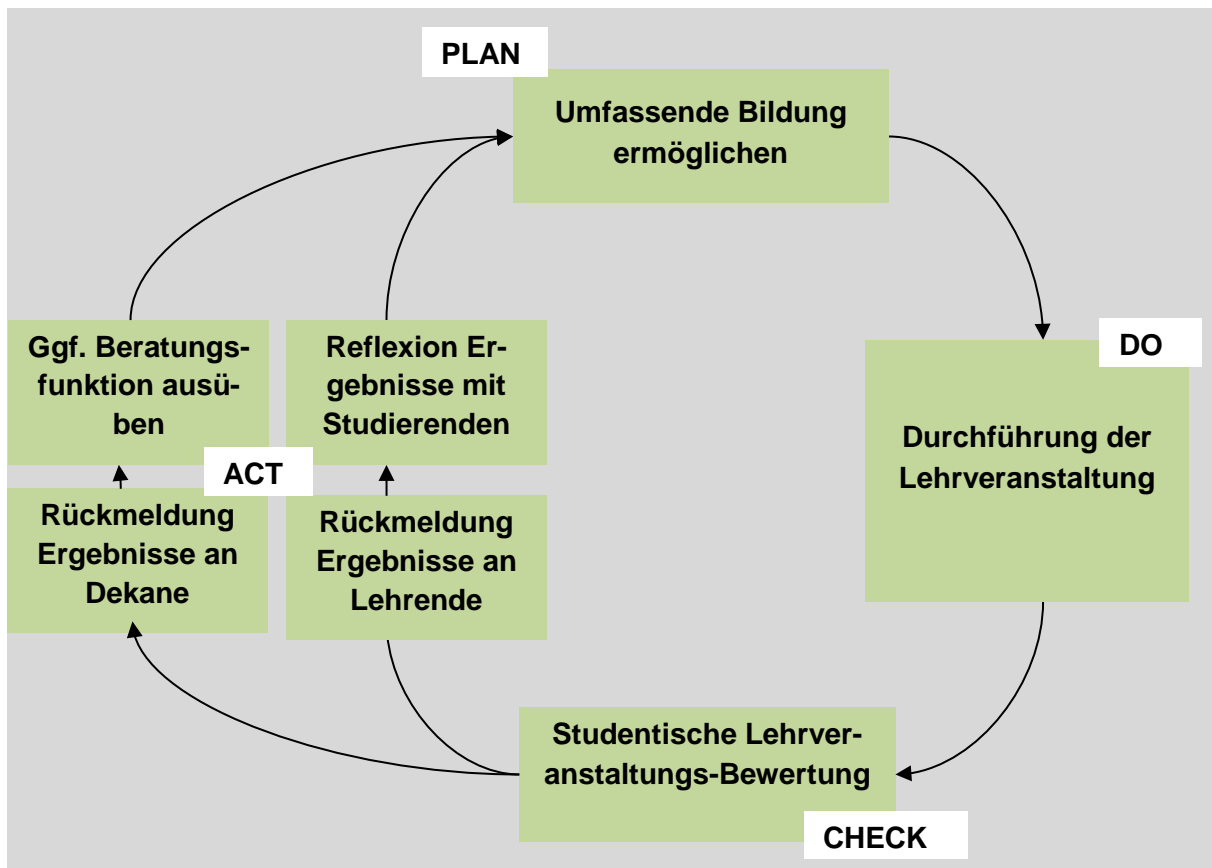 PLAN
Umfassende Bildung
ermöglichen
DO
Durchführung der
Lehrveranstaltung
Studentische Lehrver-
anstaltungs-Bewertung
CHECK
Ggf. Beratungs-
funktion ausü-
ben
Reflexion Er-
gebnisse mit
Studierenden
ACT
Rückmeldung
Ergebnisse an
Dekane
Rückmeldung
Ergebnisse an
Lehrende